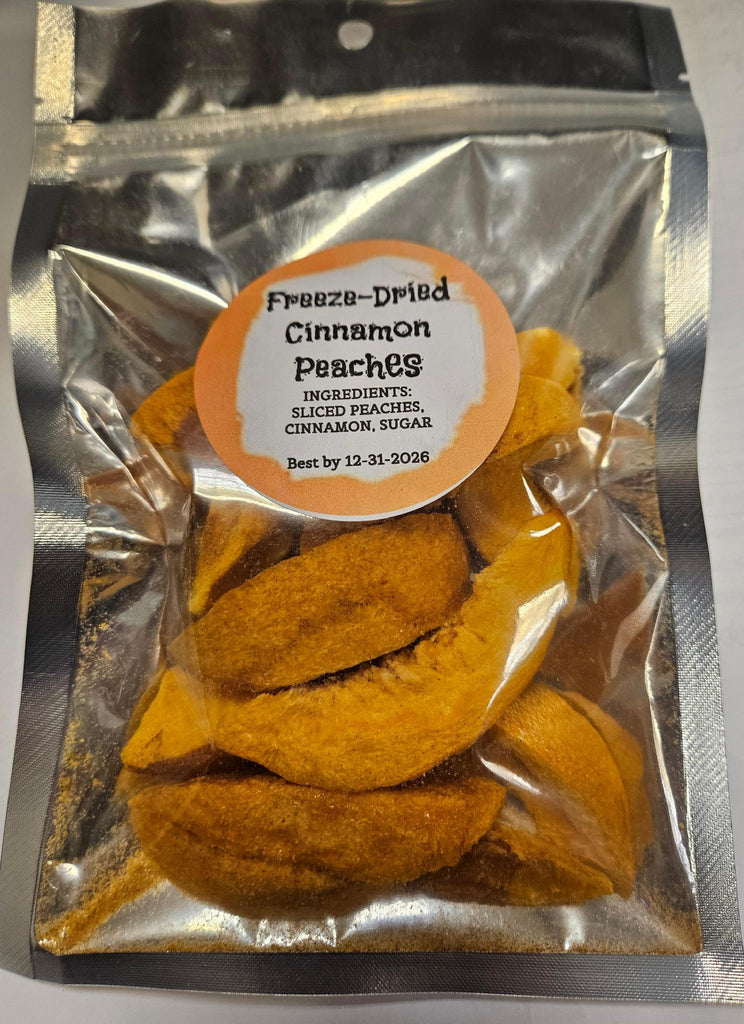 Freeze-Dried
Cinnamon
Peaches
INGREDIENTS:
SLICED PEACHES,
CINNAMON, SUGAR
Best by 12-31-2026